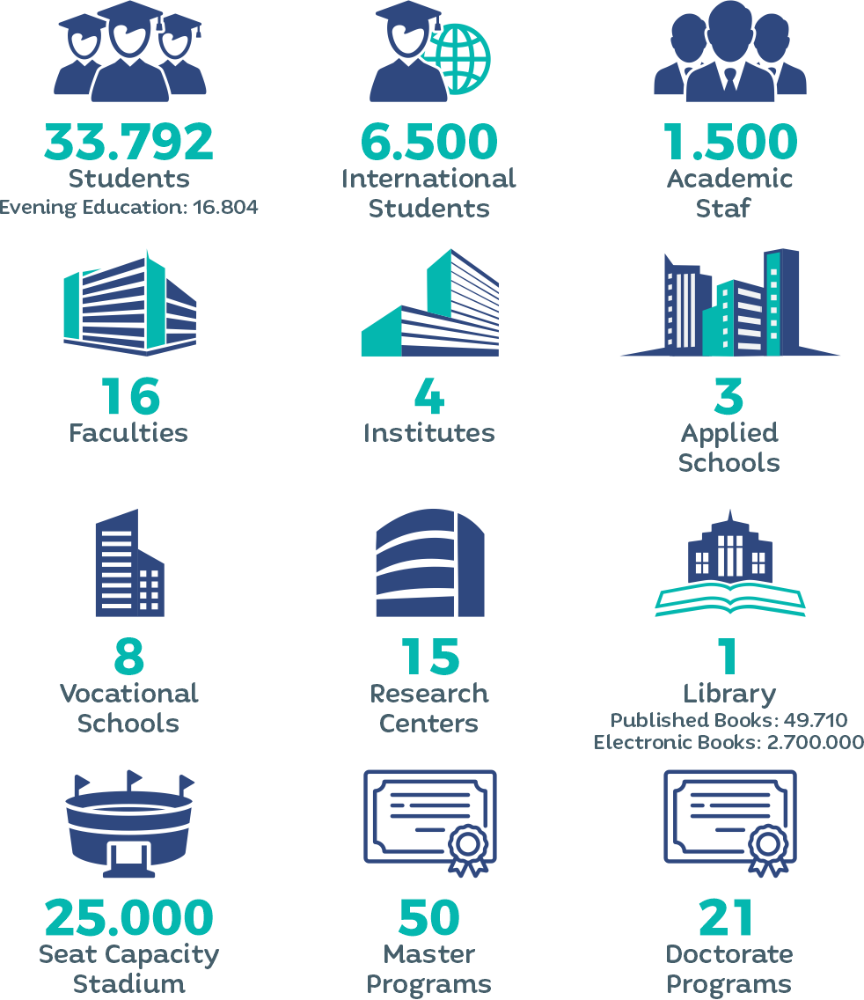 33.792
Students
Evening Education: 16.804
6.500
International
Students
1.500
Academic
Staf
16
Faculties
4
Institutes
3
Applied
Schools
8
Vocational
Schools
15
Research
Centers
1
Library
Published Books: 49.710
Electronic Books: 2.700.000
25.000
Seat Capacity
Stadium
50
Master
Programs
21
Doctorate
Programs